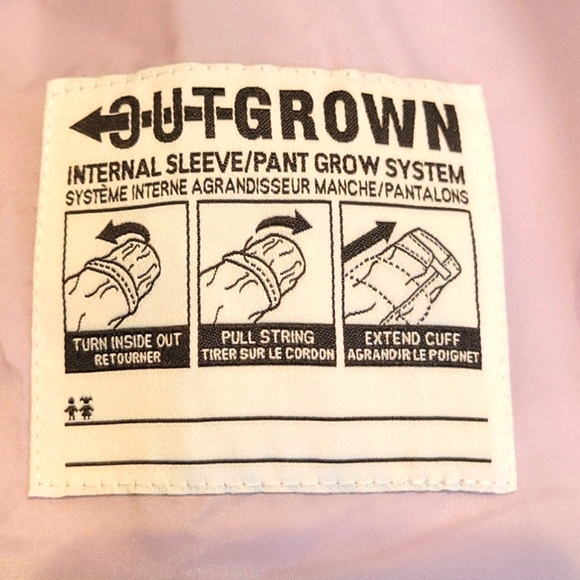 OUTGROWN
INTERNAL SLEEVE/PANT GROW SYSTEM
SYSTÈME INTERNE AGRANDISSEUR MANCHE/PANTALONS
TURN INSIDE OUT
RETOURNER
PULL STRING
TIRER SUR LE CORDON
EXTEND CUFF
AGRANDIR LE POIGNET